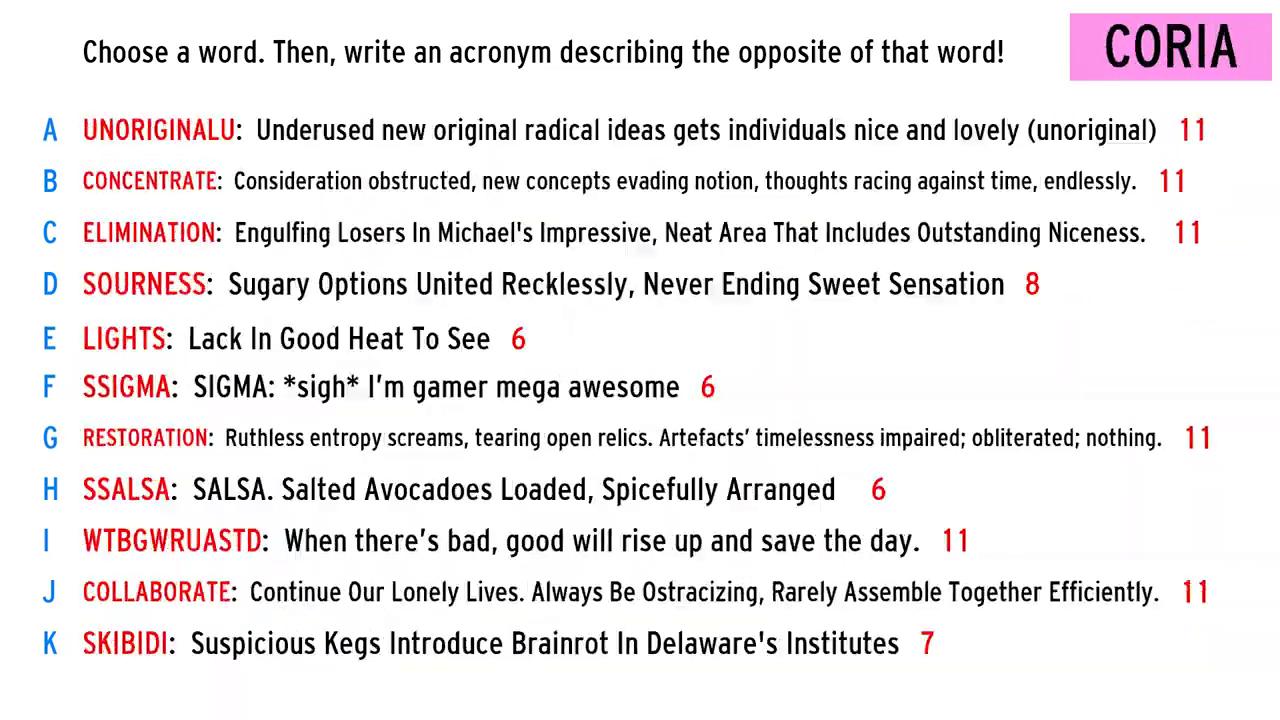 Choose a word. Then, write an acronym describing the opposite of that word!
CORIA
A UNORIGINALU: Underused new original radical ideas gets individuals nice and lovely (unoriginal) 11
B CONCENTRATE: Consideration obstructed, new concepts evading notion, thoughts racing against time, endlessly. 11
C ELIMINATION: Engulfing Losers In Michael's Impressive, Neat Area That Includes Outstanding Niceness. 11
D SOURNESS: Sugary Options United Recklessly, Never Ending Sweet Sensation 8
E LIGHTS: Lack In Good Heat To See 6
F SSIGMA: SIGMA: *sigh* I’m gamer mega awesome 6
G RESTORATION: Ruthless entropy screams, tearing open relics. Artefacts’ timelessness impaired; obliterated; nothing. 11
H SSALSA: SALSA. Salted Avocadoes Loaded, Spicefully Arranged 6
I WTBGWRUASTD: When there’s bad, good will rise up and save the day. 11
J COLLABORATE: Continue Our Lonely Lives. Always Be Ostracizing, Rarely Assemble Together Efficiently. 11
K SKIBIDI: Suspicious Kegs Introduce Brainrot In Delaware's Institutes 7